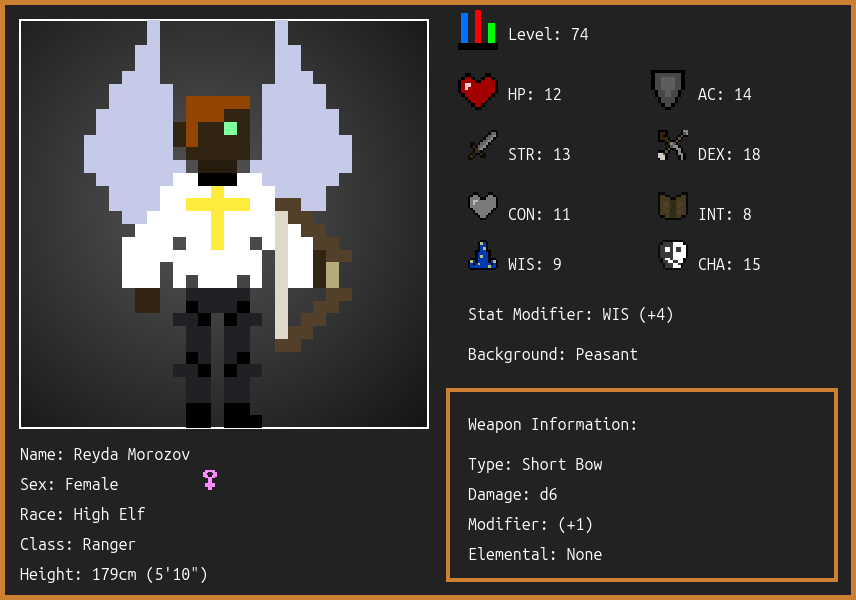 Level: 74
HP: 12
AC: 14
STR: 13
DEX: 18
CON: 11
INT: 8
WIS: 9
CHA: 15
Stat Modifier: WIS (+4)
Background: Peasant
Weapon Information:
Type: Short Bow
Damage: d6
Modifier: (+1)
Elemental: None
Name: Reyda Morozov
Sex: Female
Race: High Elf
Class: Ranger
Height: 179cm (5'10")